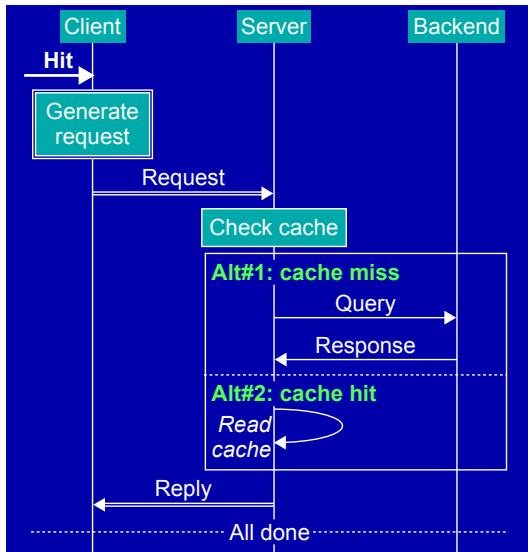 Client
Server
Backend
Hit
Generate
request
Request
Check cache
Alt#1: cache miss
Query
Response
Alt#2: cache hit
Read
cache
Reply
All done